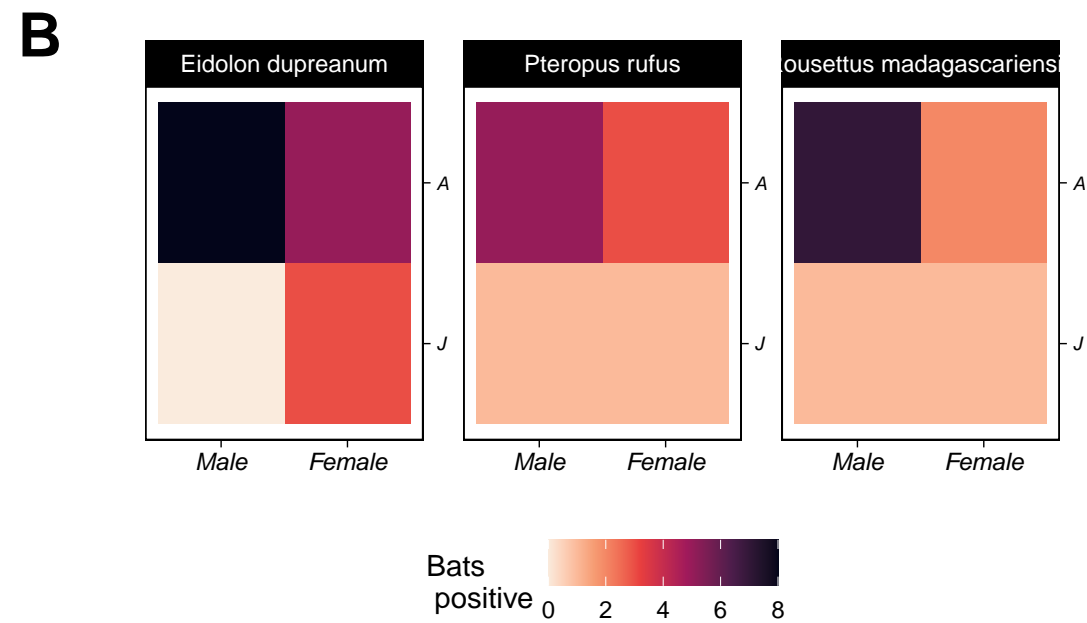 B
Eidolon dupreanum
Pteropus rufus
ousettus madagascariensi
A
A
A
J
J
J
Male Female
Male Female
Male Female
Bats
positive
0 2 4 6 8